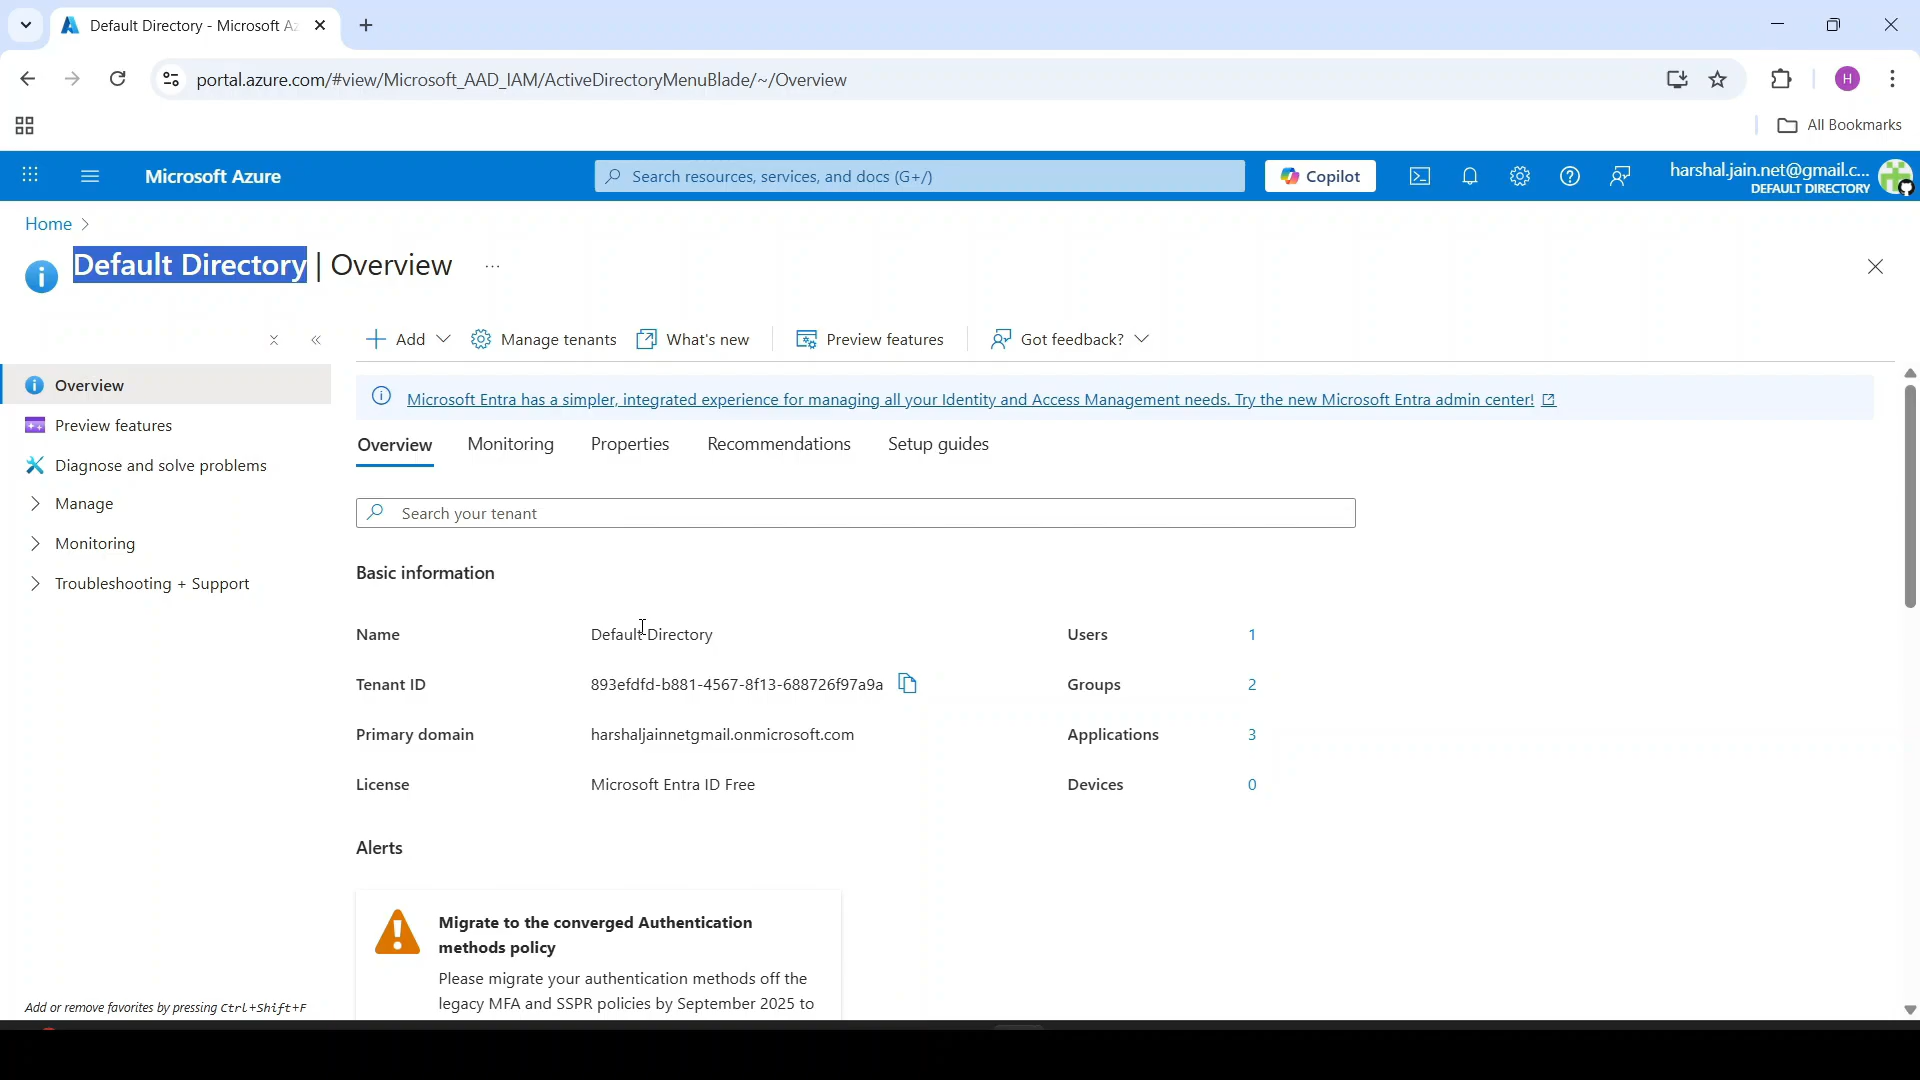 Default Directory - Microsoft Az
portal.azure.com/#view/Microsoft_AAD_IAM/ActiveDirectoryMenuBlade/~/Overview
H
All Bookmarks
Microsoft Azure
Search resources, services, and docs (G+/)
Copilot
harshal.jain.net@gmail.c...
DEFAULT DIRECTORY
Home
Default Directory | Overview ...
Add
Manage tenants
What's new
Preview features
Got feedback?
Overview
Preview features
Diagnose and solve problems
Manage
Monitoring
Troubleshooting + Support
Add or remove favorites by pressing Ctrl+Shift+F
Microsoft Entra has a simpler, integrated experience for managing all your Identity and Access Management needs. Try the new Microsoft Entra admin center!
Overview Monitoring Properties Recommendations Setup guides
Search your tenant
Basic information
Name Default Directory Users 1
Tenant ID 893efdfd-b881-4567-8f13-688726f97a9a Groups 2
Primary domain harshaljainnetgmail.onmicrosoft.com Applications 3
License Microsoft Entra ID Free Devices 0
Alerts
Migrate to the converged Authentication
methods policy
Please migrate your authentication methods off the
legacy MFA and SSPR policies by September 2025 to